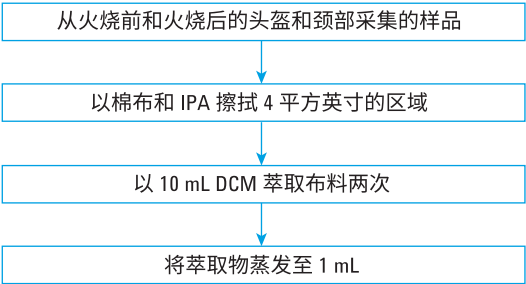 从火烧前和火烧后的头盔和颈部采集的样品
以棉布和 IPA 擦拭 4 平方英寸的区域
以 10 mL DCM 萃取布料两次
将萃取物蒸发至 1 mL